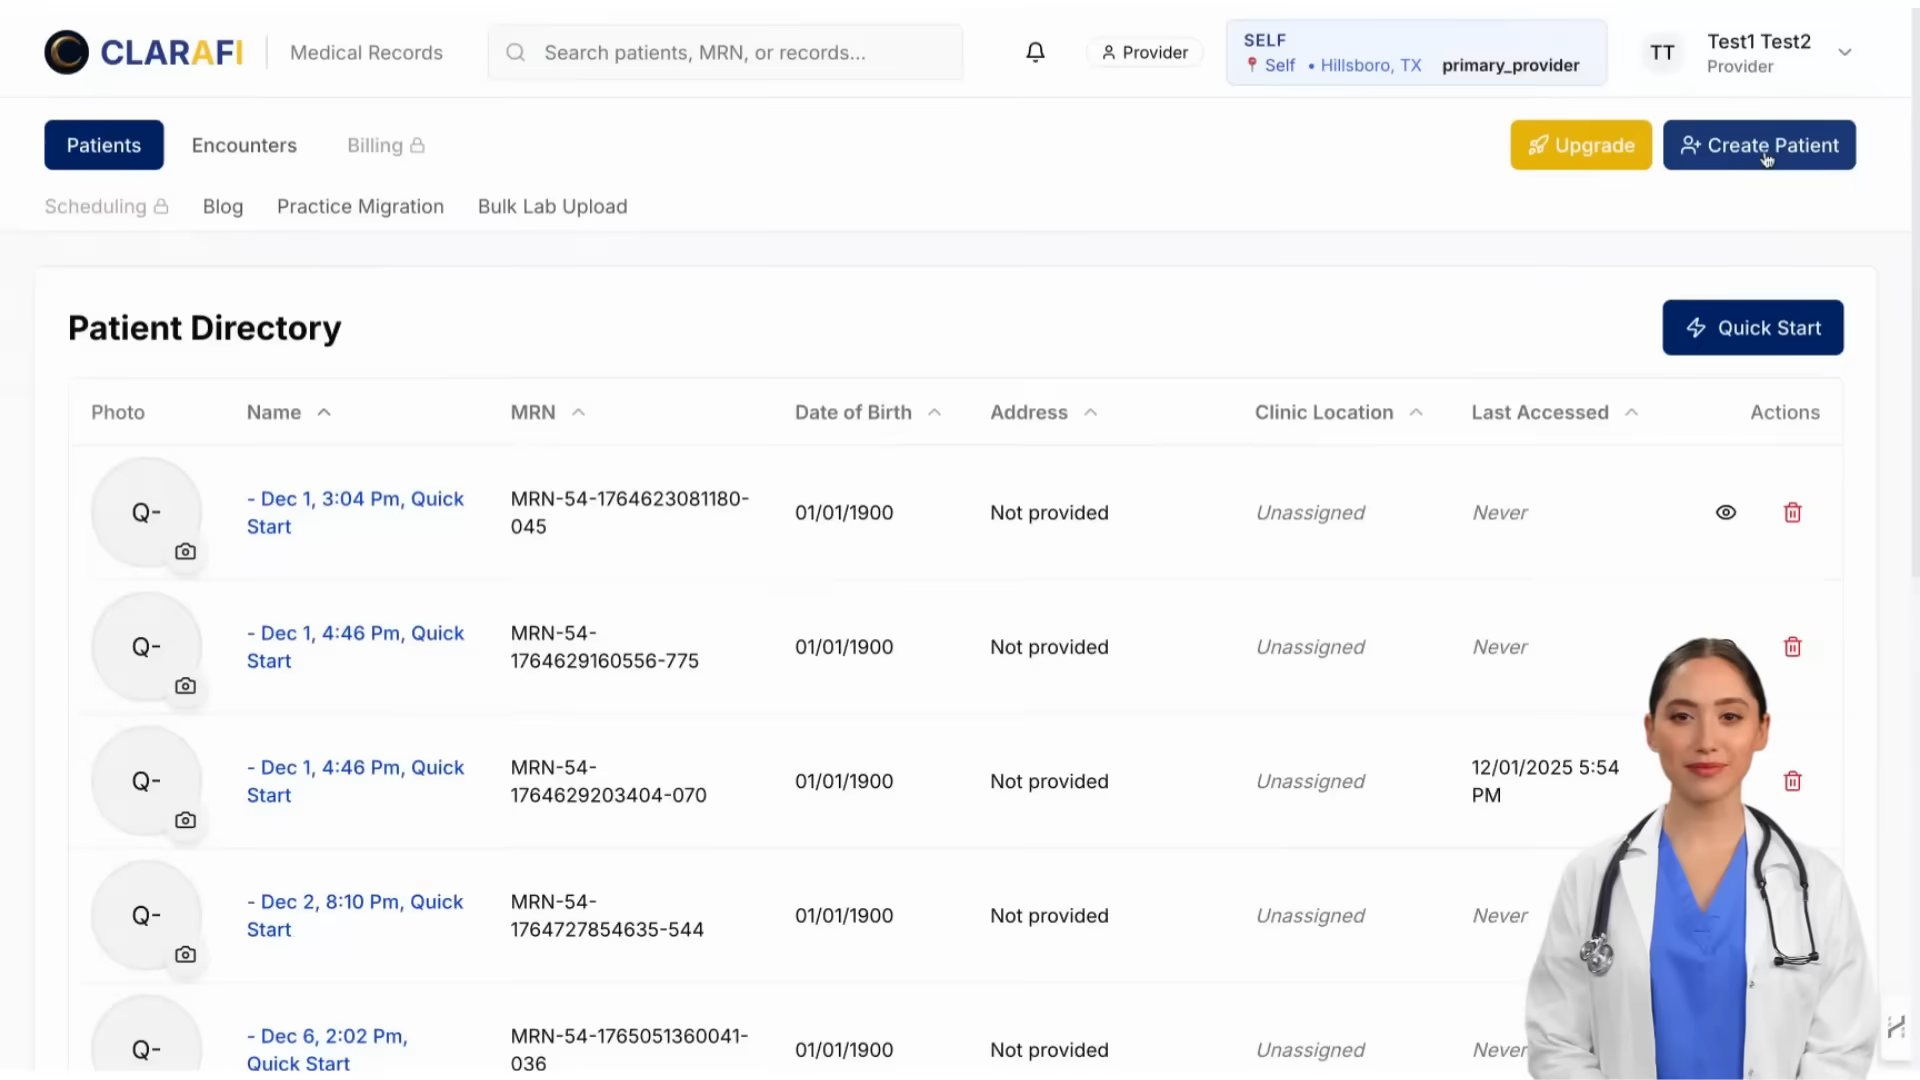 CLARAFI
Medical Records
Search patients, MRN, or records...
Provider
SELF
Self • Hillsboro, TX
primary_provider
TT
Test1 Test2
Provider
Patients
Encounters
Billing
Upgrade
Create Patient
Scheduling
Blog
Practice Migration
Bulk Lab Upload
Patient Directory
Quick Start
Photo
Name
MRN
Date of Birth
Address
Clinic Location
Last Accessed
Actions
Q-
- Dec 1, 3:04 Pm, Quick
Start
MRN-54-1764623081180-
045
01/01/1900
Not provided
Unassigned
Never
Q-
- Dec 1, 4:46 Pm, Quick
Start
MRN-54-
1764629160556-775
01/01/1900
Not provided
Unassigned
Never
Q-
- Dec 1, 4:46 Pm, Quick
Start
MRN-54-
1764629203404-070
01/01/1900
Not provided
Unassigned
12/01/2025 5:54
PM
Q-
- Dec 2, 8:10 Pm, Quick
Start
MRN-54-
1764727854635-544
01/01/1900
Not provided
Unassigned
Never
Q-
- Dec 6, 2:02 Pm,
Quick Start
MRN-54-1765051360041-
036
01/01/1900
Not provided
Unassigned
Never